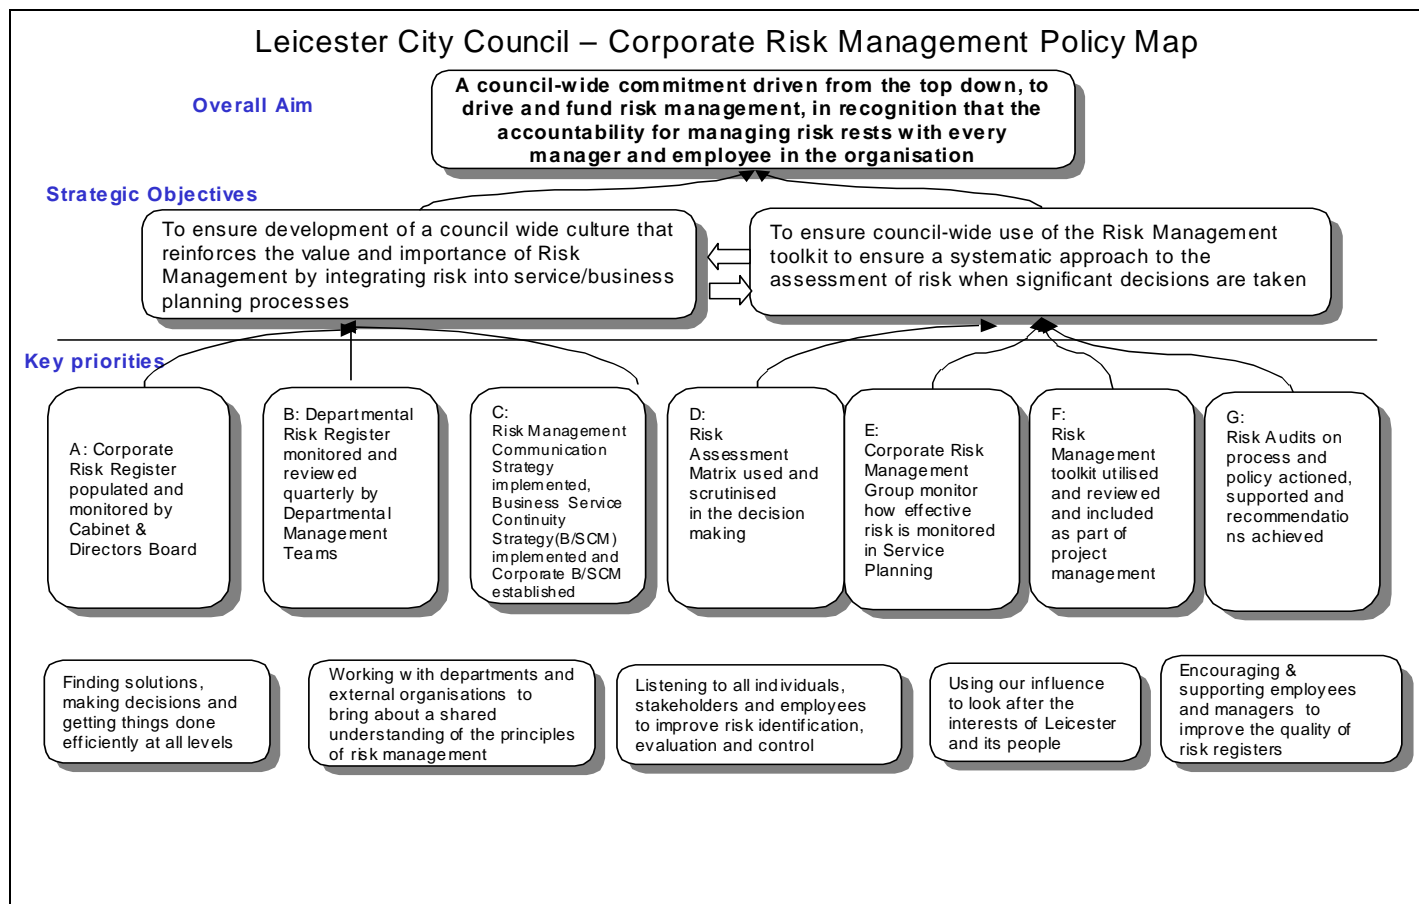 Leicester City Council – Corporate Risk Management Policy Map
Overall Aim
A council-wide commitment driven from the top down, to
drive and fund risk management, in recognition that the
accountability for managing risk rests with every
manager and employee in the organisation
Strategic Objectives
To ensure development of a council wide culture that
reinforces the value and importance of Risk
Management by integrating risk into service/business
planning processes
To ensure council-wide use of the Risk Management
toolkit to ensure a systematic approach to the
assessment of risk when significant decisions are taken
Key priorities
A: Corporate
Risk Register
populated and
monitored by
Cabinet &
Directors Board
B: Departmental
Risk Register
monitored and
reviewed
quarterly by
Departmental
Management
Teams
C:
Risk Management
Communication
Strategy
implemented,
Business Service
Continuity
Strategy(B/SCM)
implemented and
Corporate B/SCM
established
D:
Risk
Assessment
Matrix used and
scrutinised
in the decision
making
E:
Corporate Risk
Management
Group monitor
how effective
risk is monitored
in Service
Planning
F:
Risk
Management
toolkit utilised
and reviewed
and included
as part of
project
management
G:
Risk Audits on
process and
policy actioned,
supported and
recommendatio
ns achieved
Finding solutions,
making decisions and
getting things done
efficiently at all levels
Working with departments and
external organisations to
bring about a shared
understanding of the principles
of risk management
Listening to all individuals,
stakeholders and employees
to improve risk identification,
evaluation and control
Using our influence
to look after the
interests of Leicester
and its people
Encouraging &
supporting employees
and managers to
improve the quality of
risk registers